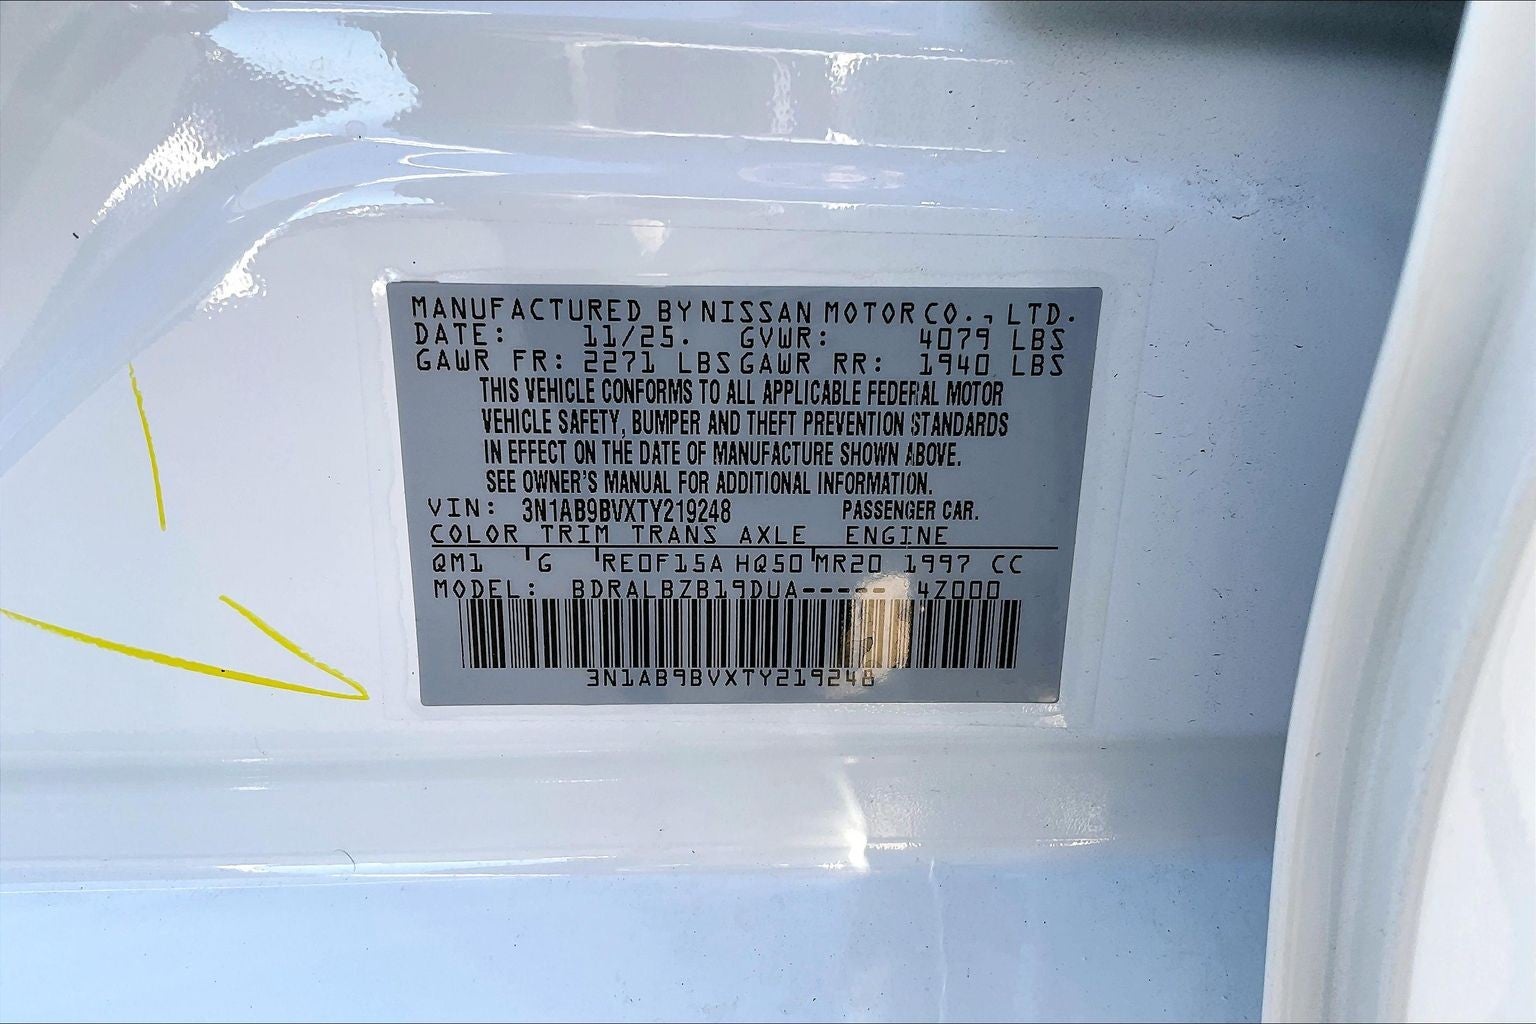 MANUFACTURED BY NISSAN MOTOR CO., LTD.
DATE: 11/25. GVWR: 4079 LBS
GAWR FR: 2271 LBS GAWR RR: 1940 LBS
THIS VEHICLE CONFORMS TO ALL APPLICABLE FEDERAL MOTOR
VEHICLE SAFETY, BUMPER AND THEFT PREVENTION STANDARDS
IN EFFECT ON THE DATE OF MANUFACTURE SHOWN ABOVE.
SEE OWNER'S MANUAL FOR ADDITIONAL INFORMATION.
VIN: 3N1AB9BVXTY219248 PASSENGER CAR.
COLOR TRIM TRANS AXLE ENGINE
QM1 G RE0F15A HQ50 MR20 1997 CC
MODEL: BDRALBZB19DUA----- 4Z000
3N1AB9BVXTY219248